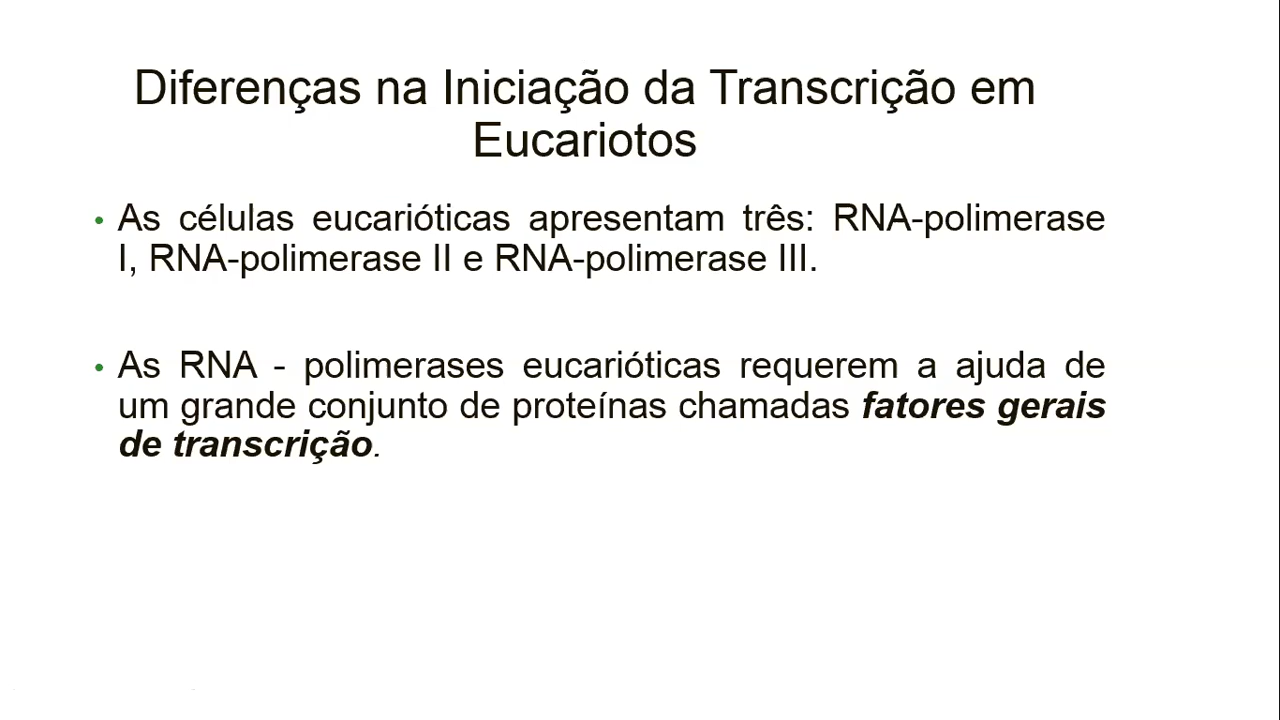 Diferenças na Iniciação da Transcrição em
Eucariotos
• As células eucarióticas apresentam três: RNA-polimerase
I, RNA-polimerase II e RNA-polimerase III.
• As RNA - polimerases eucarióticas requerem a ajuda de
um grande conjunto de proteínas chamadas fatores gerais
de transcrição.